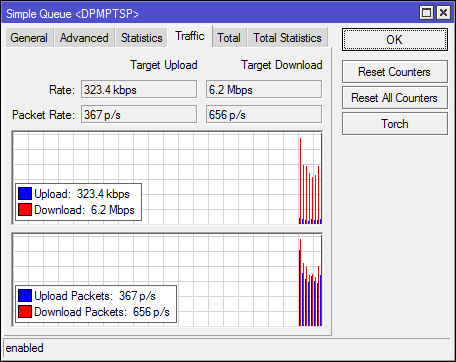 Simple Queue <DPMPTSP>
General Advanced Statistics Traffic Total Total Statistics
Target Upload Target Download
Rate: 323.4 kbps 6.2 Mbps
Packet Rate: 367 p/s 656 p/s
Upload: 323.4 kbps
Download: 6.2 Mbps
Upload Packets: 367 p/s
Download Packets: 656 p/s
OK
Reset Counters
Reset All Counters
Torch
enabled